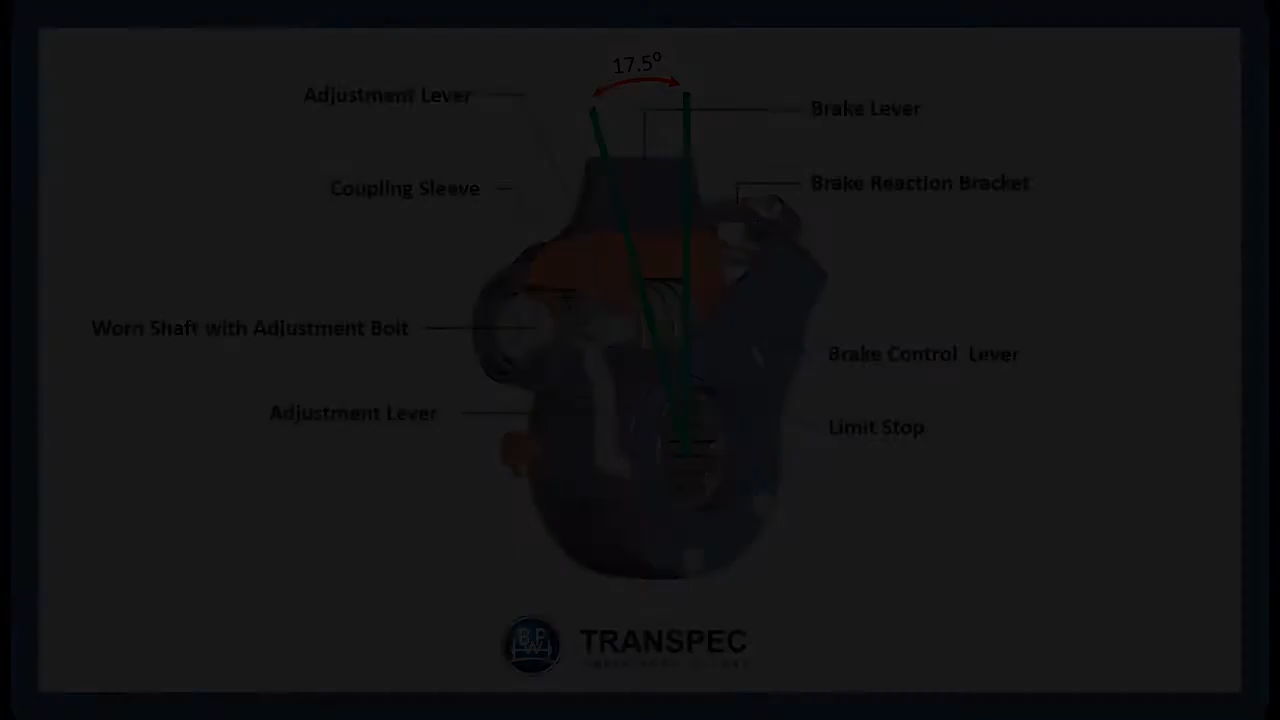 17.5°
Adjustment Lever
Brake Lever
Coupling Sleeve
Brake Reaction Bracket
Worn Shaft with Adjustment Bolt
Brake Control Lever
Adjustment Lever
Limit Stop
BPW
TRANSPEC